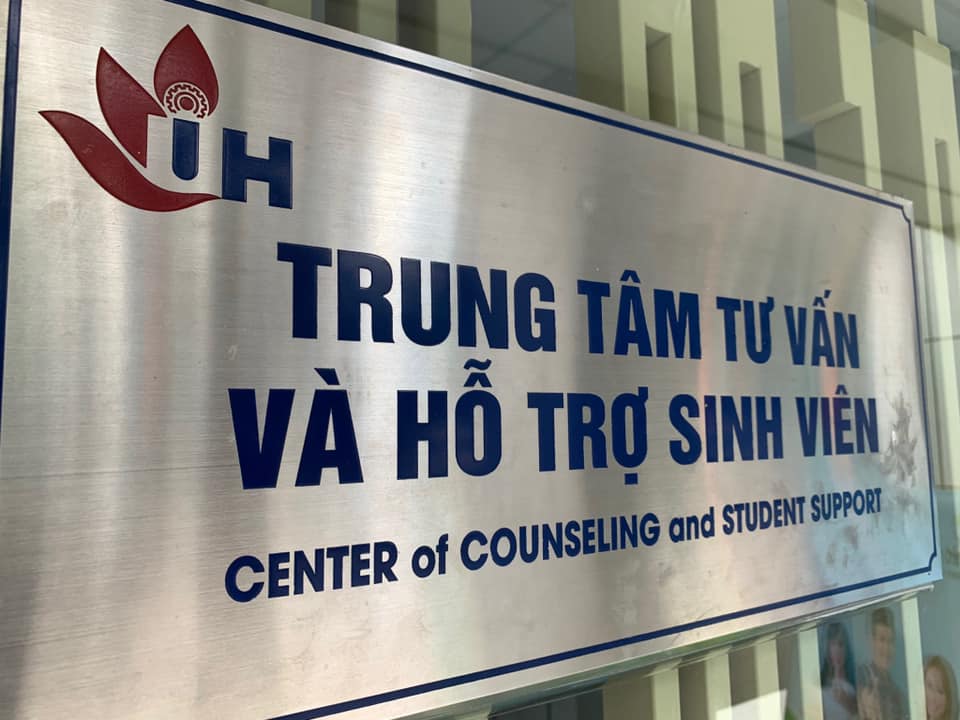 IUH
TRUNG TÂM TƯ VẤN
VÀ HỖ TRỢ SINH VIÊN
CENTER of COUNSELING and STUDENT SUPPORT